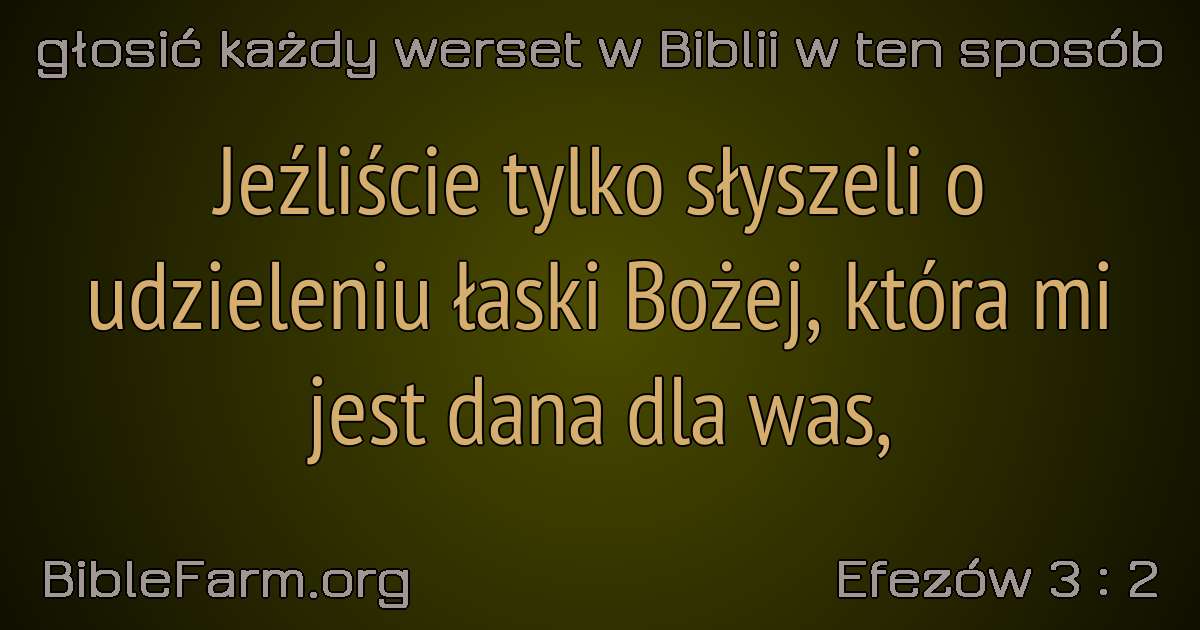 głosić każdy werset w Biblii w ten sposób
Jeźliście tylko słyszeli o
udzieleniu łaski Bożej, która mi
jest dana dla was,
BibleFarm.org
Efezów 3 : 2